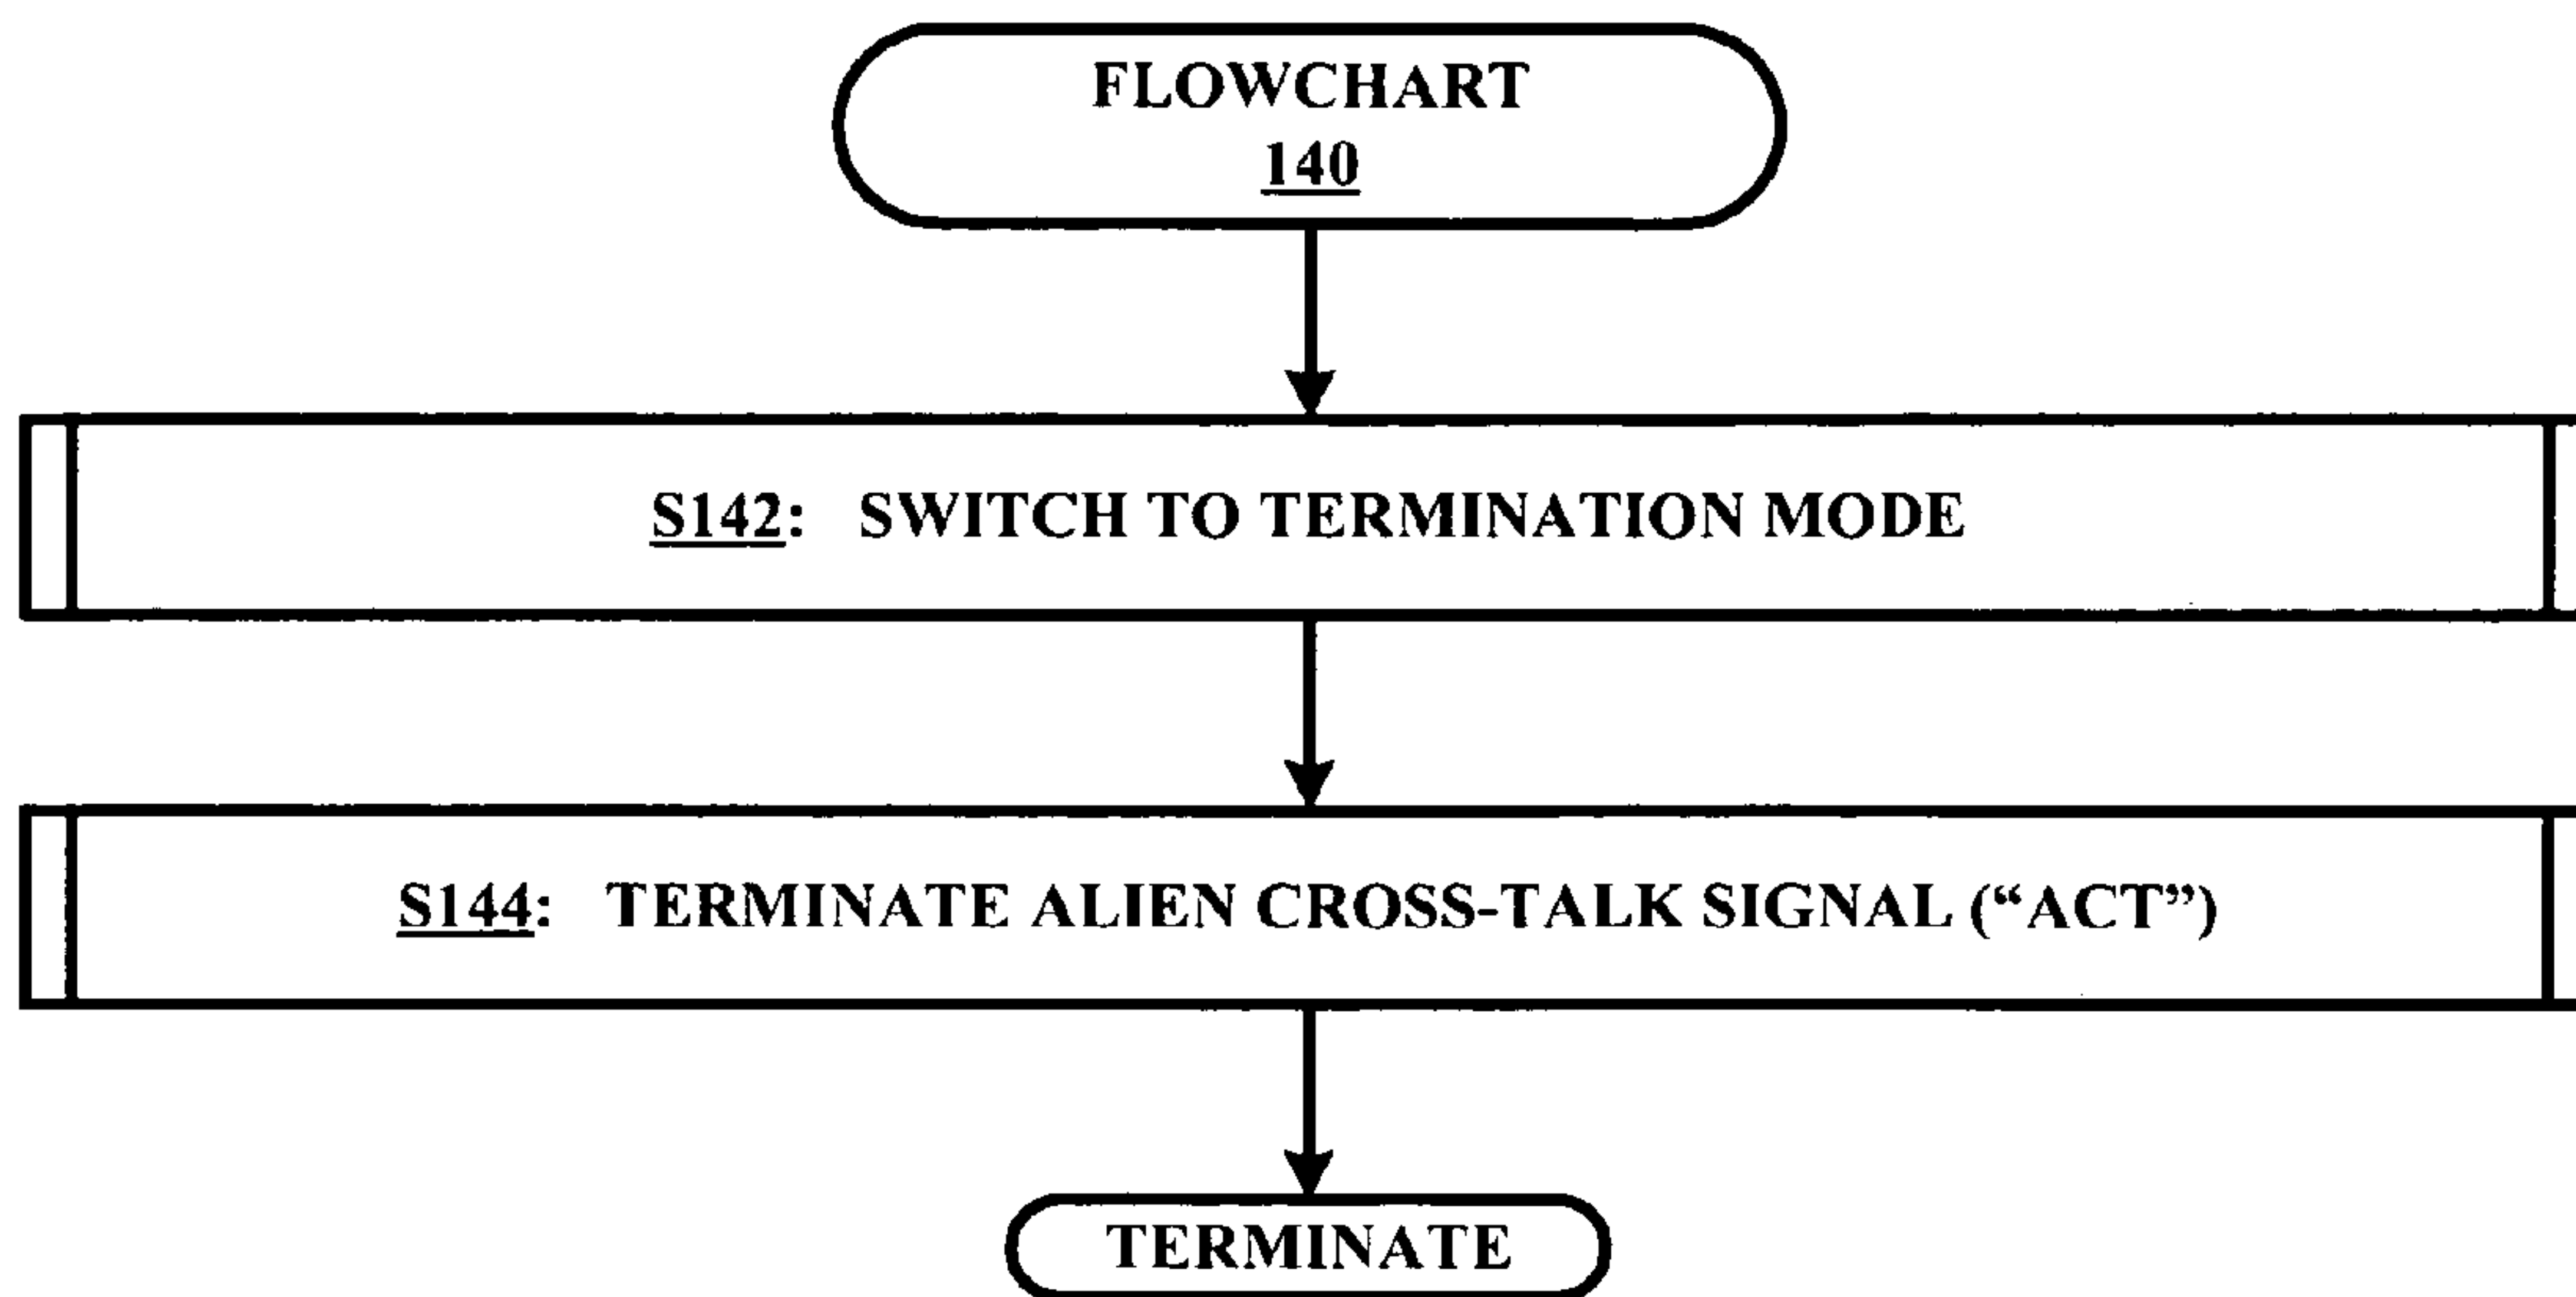 FLOWCHART
140
S142: SWITCH TO TERMINATION MODE
S144: TERMINATE ALIEN CROSS-TALK SIGNAL (“ACT”)
TERMINATE